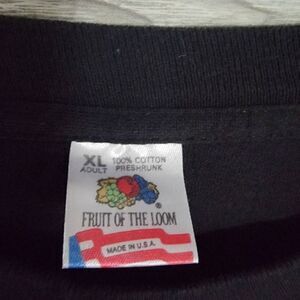 XL 100% COTTON
ADULT PRESHRUNK
®
FRUIT OF THE LOOM
MADE IN U.S.A.